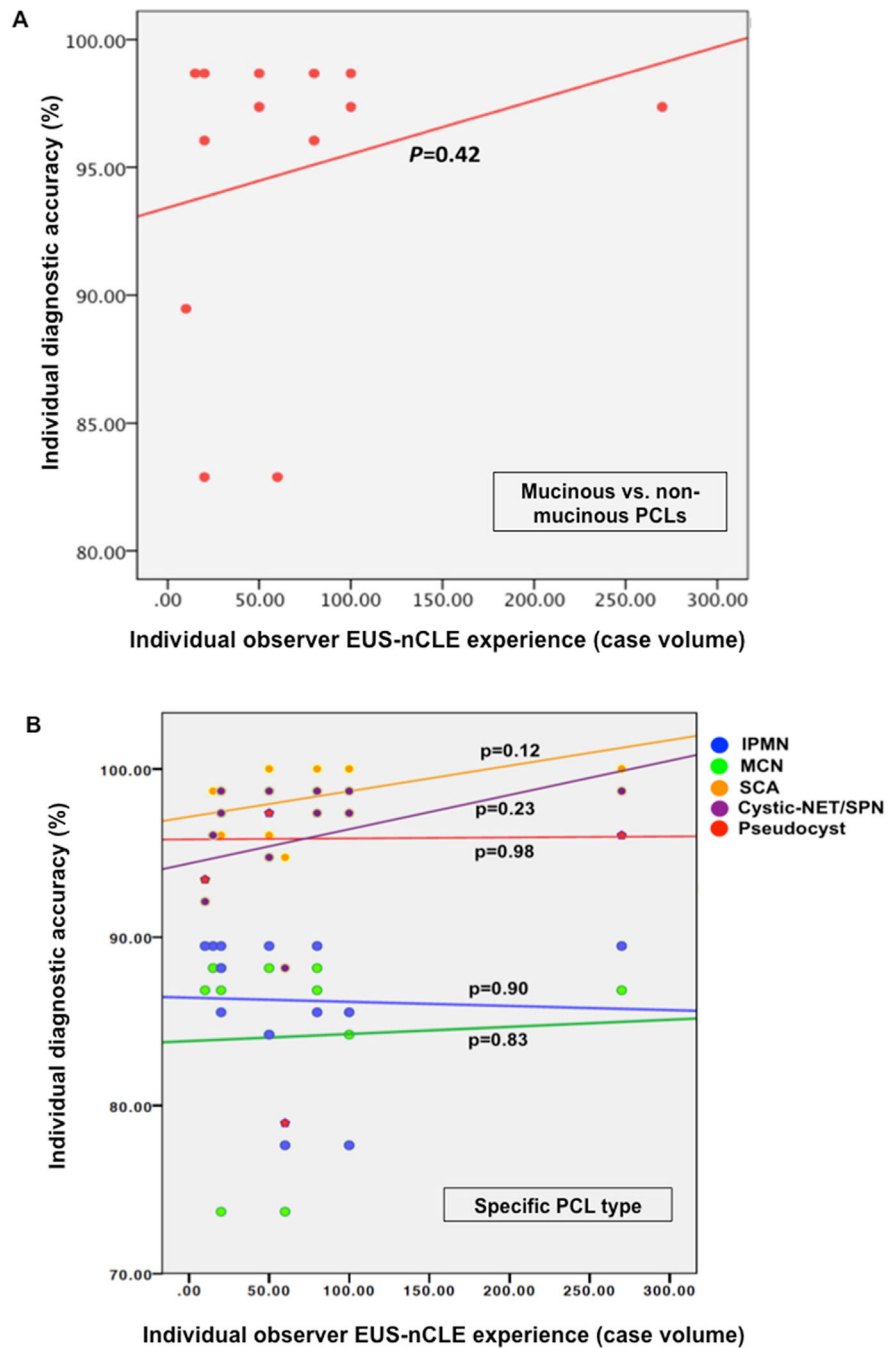 A
Individual diagnostic accuracy (%)
100.00
95.00
90.00
85.00
80.00
P=0.42
Mucinous vs. non-
mucinous PCLs
.00 50.00 100.00 150.00 200.00 250.00 300.00
Individual observer EUS-nCLE experience (case volume)
B
Individual diagnostic accuracy (%)
100.00
90.00
80.00
70.00
p=0.12
p=0.23
p=0.98
p=0.90
p=0.83
IPMN
MCN
SCA
Cystic-NET/SPN
Pseudocyst
Specific PCL type
.00 50.00 100.00 150.00 200.00 250.00 300.00
Individual observer EUS-nCLE experience (case volume)